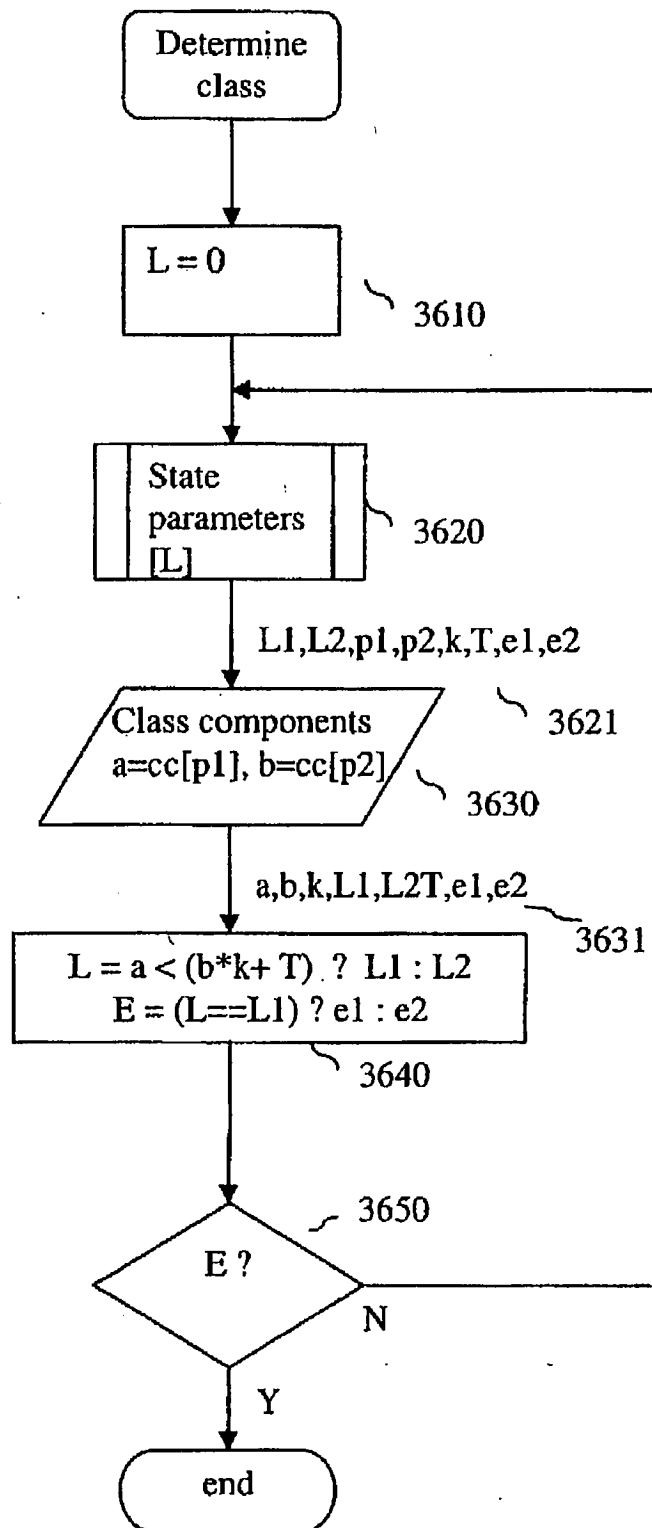 Determine
class
L = 0
3610
State
parameters
[L]
3620
L1,L2,p1,p2,k,T,e1,e2
3621
Class components
a=cc[p1], b=cc[p2]
3630
a,b,k,L1,L2T,e1,e2
3631
L = a < (b*k+ T) ? L1 : L2
E = (L==L1) ? e1 : e2
3640
3650
E ?
N
Y
end